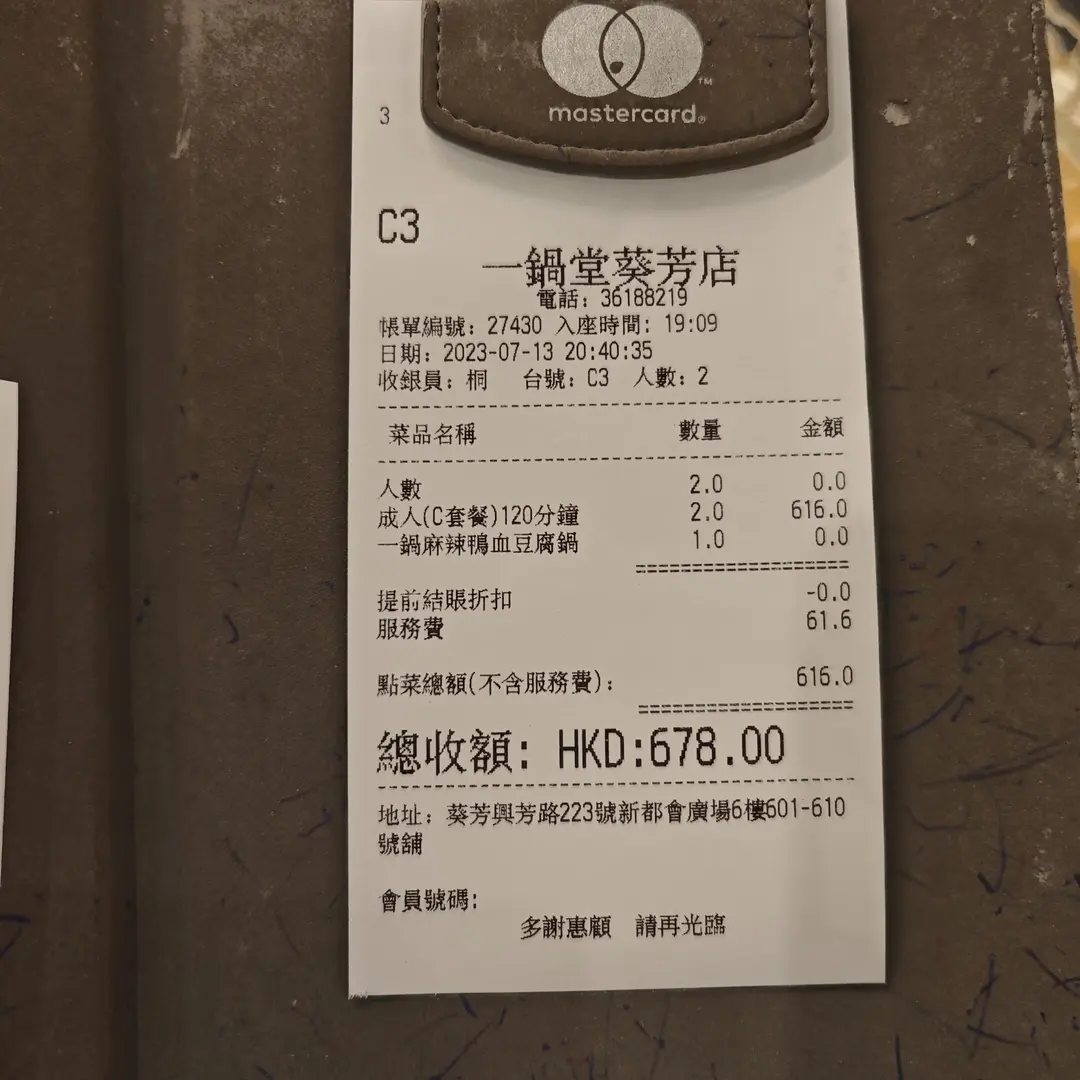 mastercard®
3
C3
一鍋堂葵芳店
電話: 36188219
帳單編號: 27430 入座時間: 19:09
日期: 2023-07-13 20:40:35
收銀員: 桐 台號: C3 人數: 2
菜品名稱 數量 金額
人數 2.0 0.0
成人(C套餐)120分鐘 2.0 616.0
一鍋麻辣鴨血豆腐鍋 1.0 0.0
提前結賬折扣 -0.0
服務費 61.6
點菜總額(不含服務費): 616.0
總收額: HKD:678.00
地址: 葵芳興芳路223號新都會廣場6樓601-610
號舖
會員號碼:
多謝惠顧 請再光臨